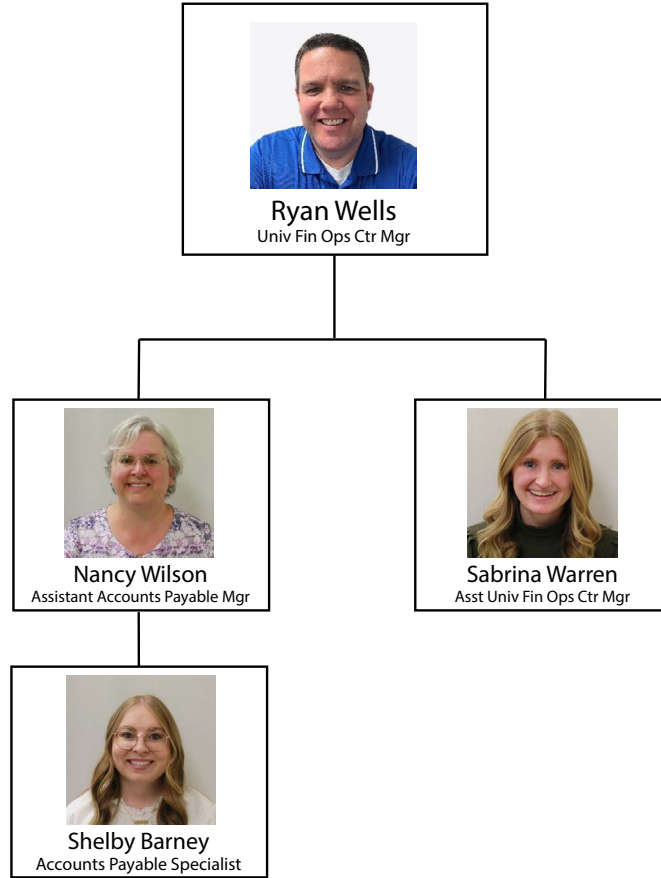 Ryan Wells
Univ Fin Ops Ctr Mgr
Nancy Wilson
Assistant Accounts Payable Mgr
Sabrina Warren
Asst Univ Fin Ops Ctr Mgr
Shelby Barney
Accounts Payable Specialist